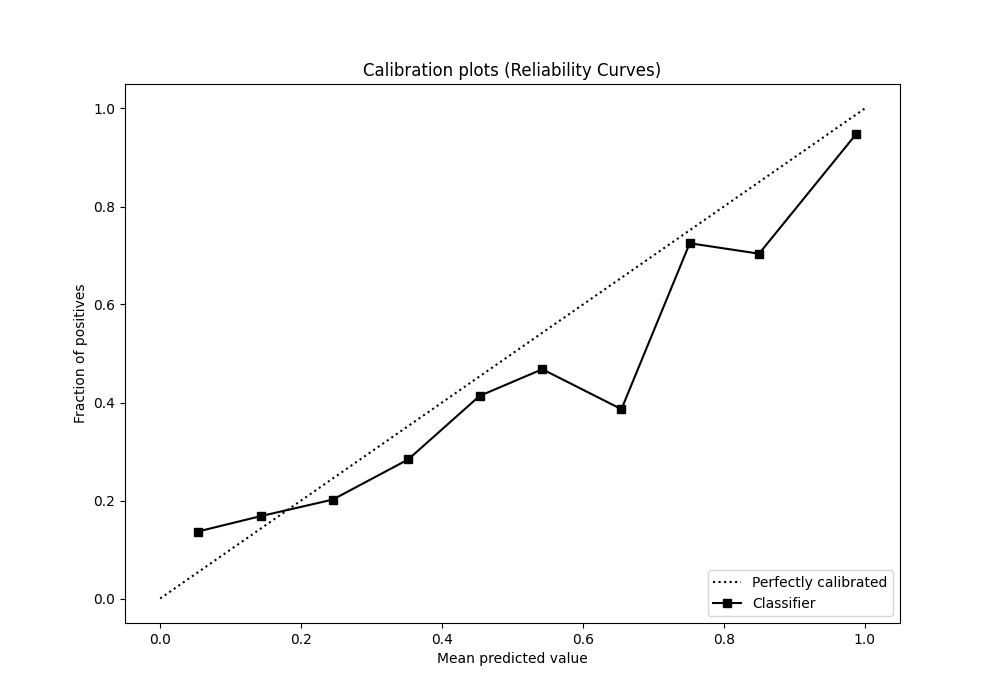 Calibration plots (Reliability Curves)
1.0
0.8
0.6
0.4
0.2
0.0
Fraction of positives
0.0 0.2 0.4 0.6 0.8 1.0
Mean predicted value
Perfectly calibrated
Classifier